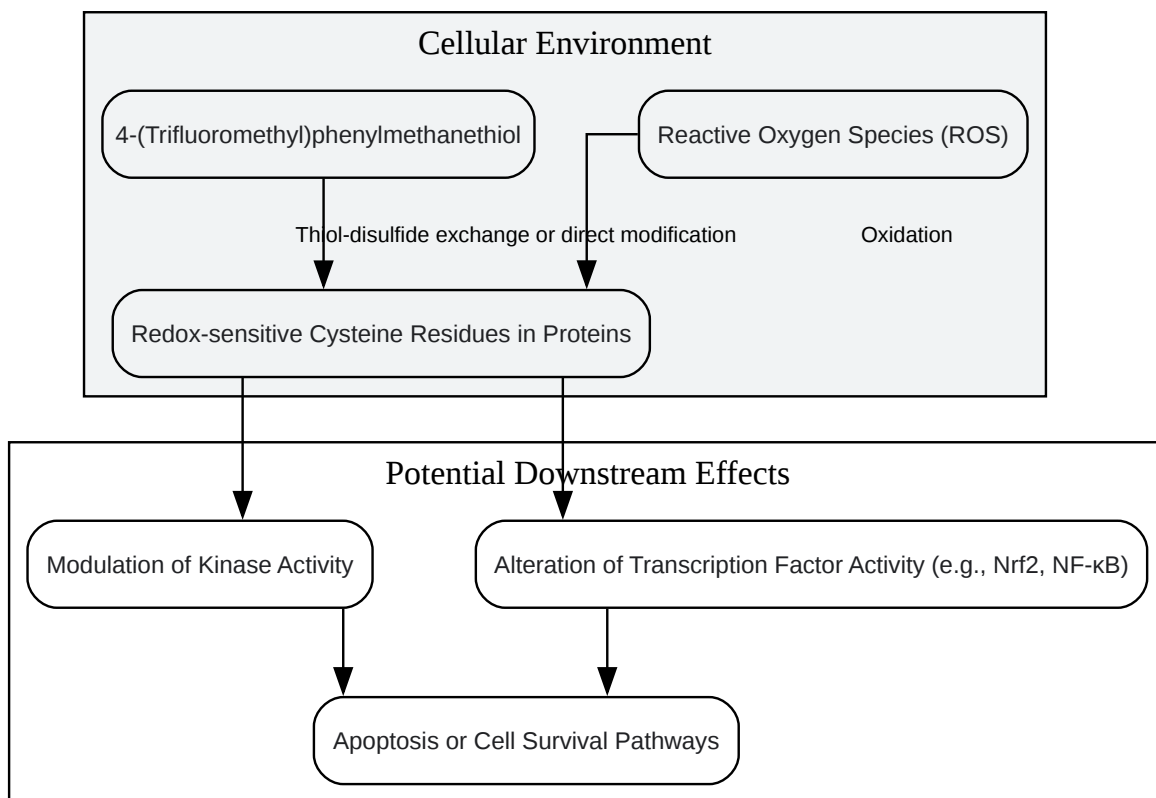 Cellular Environment
4-(Trifluoromethyl)phenylmethanethiol
Reactive Oxygen Species (ROS)
Thiol-disulfide exchange or direct modification
Oxidation
Redox-sensitive Cysteine Residues in Proteins
Potential Downstream Effects
Modulation of Kinase Activity
Alteration of Transcription Factor Activity (e.g., Nrf2, NF-κB)
Apoptosis or Cell Survival Pathways